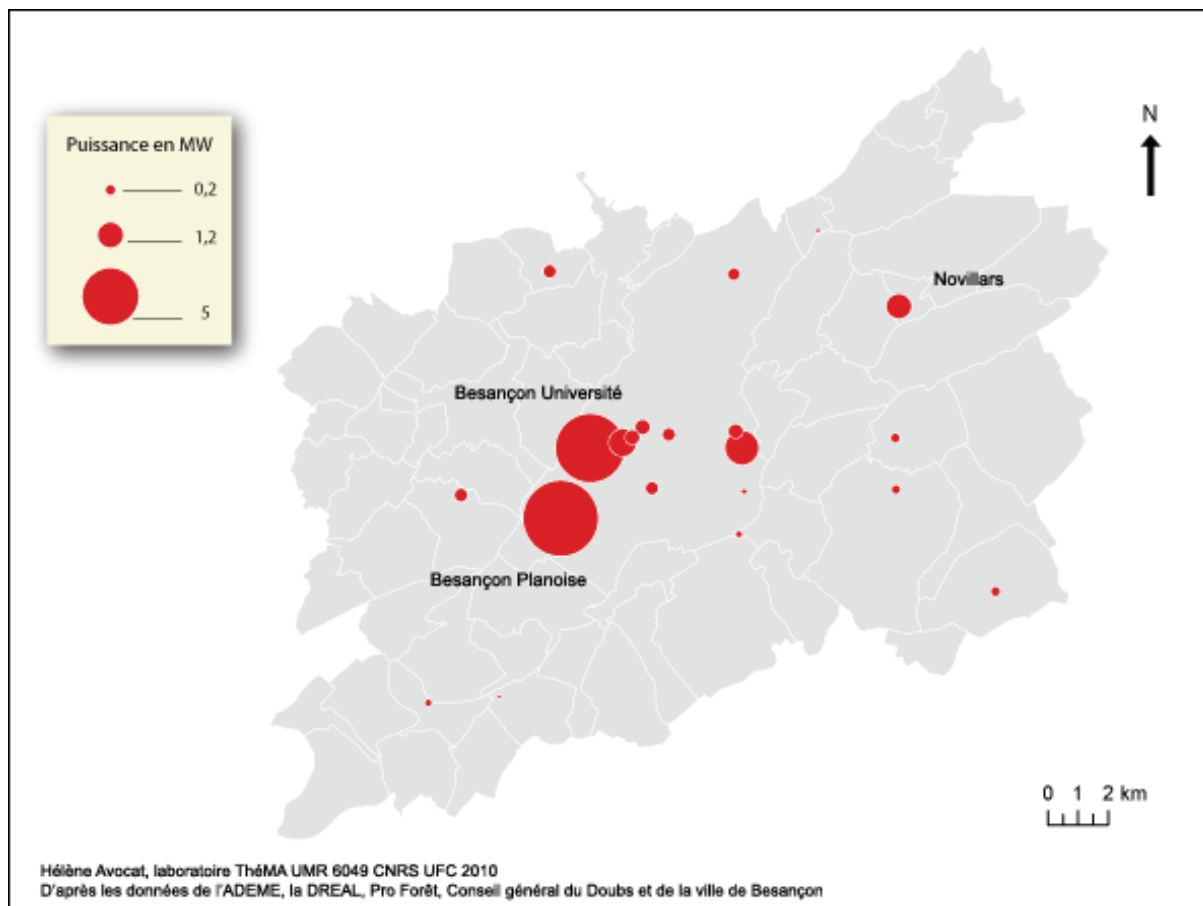 Puissance en MW
0,2
1,2
5
N
Novillars
Besançon Université
Besançon Planoise
0 1 2 km
Hélène Avocat, laboratoire ThéMA UMR 6049 CNRS UFC 2010
D'après les données de l'ADEME, la DREAL, Pro Forêt, Conseil général du Doubs et de la ville de Besançon